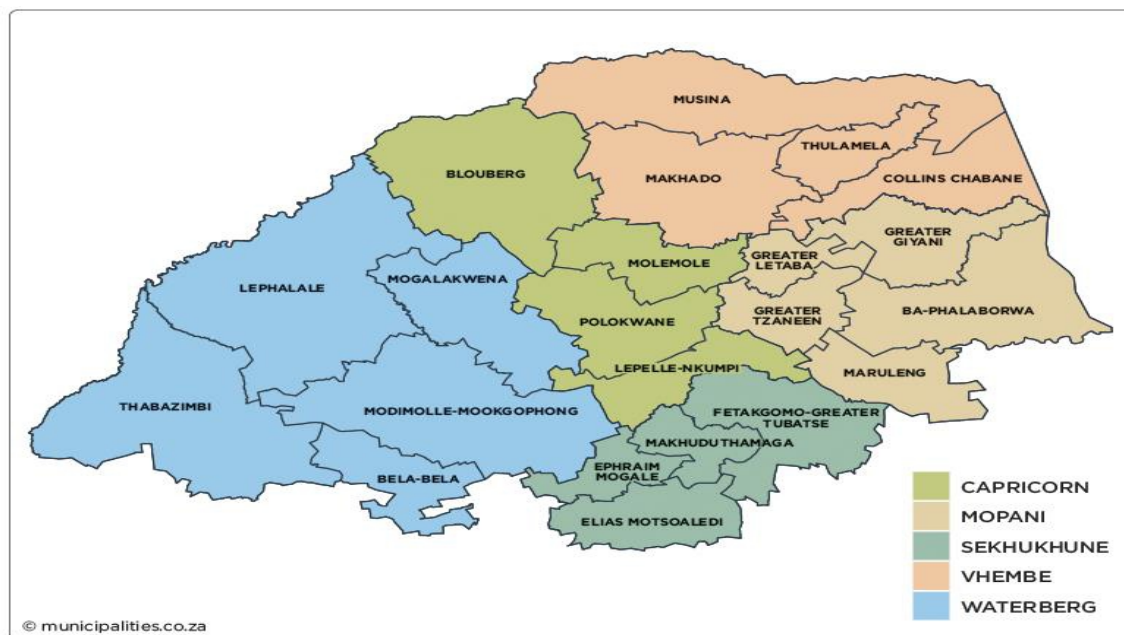 MUSINA
THULAMELA
BLOUBERG
MAKHADO
COLLINS CHABANE
GREATER
GIYANI
MOLEMOLE
GREATER
LETABA
MOGALAKWENA
LEPHALALE
BA-PHALABORWA
GREATER
TZANEEN
POLOKWANE
LEPELLE-NKUMPI
MARULENG
THABAZIMBI
MODIMOLLE-MOOKGOPHONG
FETAKGOMO-GREATER
TUBATSE
MAKHUDUTHAMAGA
EPHRAIM
MOGALE
BELA-BELA
ELIAS MOTSOALEDI
CAPRICORN
MOPANI
SEKHUKHUNE
VHEMBE
WATERBERG
© municipalities.co.za